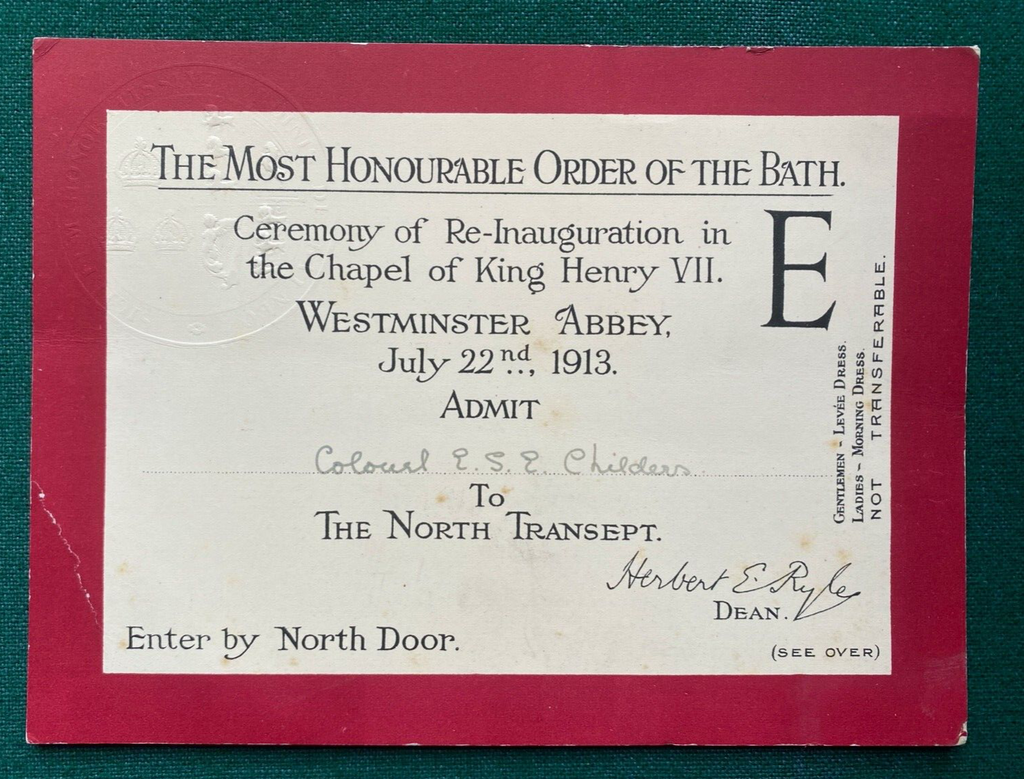 THE MOST HONOURABLE ORDER OF THE BATH.
Ceremony of Re-Inauguration in
the Chapel of King Henry VII.
E
WESTMINSTER ABBEY,
July 22nd., 1913.
ADMIT
Colonel E. S. E. Childers.
TO
THE NORTH TRANSEPT.
Herbert E. Ryle
DEAN.
Enter by North Door.
(SEE OVER)
GENTLEMEN - LEVÉE DRESS.
LADIES - MORNING DRESS.
NOT TRANSFERABLE.